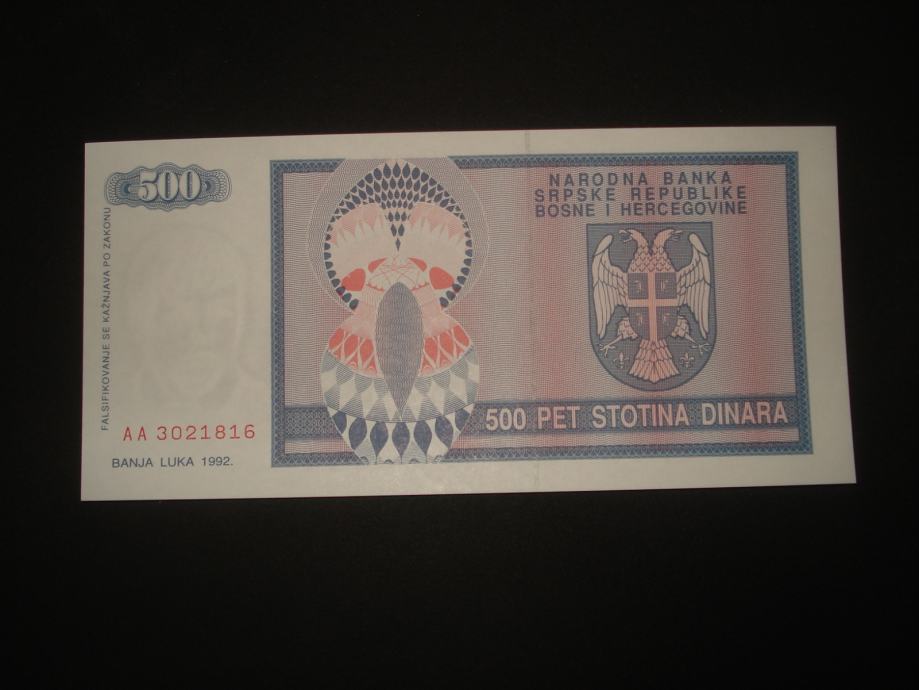 500
FALSIFIKOVANJE SE KAŽNJAVA PO ZAKONU
AA 3021816
BANJA LUKA 1992.
NARODNA BANKA
SRPSKE REPUBLIKE
BOSNE I HERCEGOVINE
500 PET STOTINA DINARA